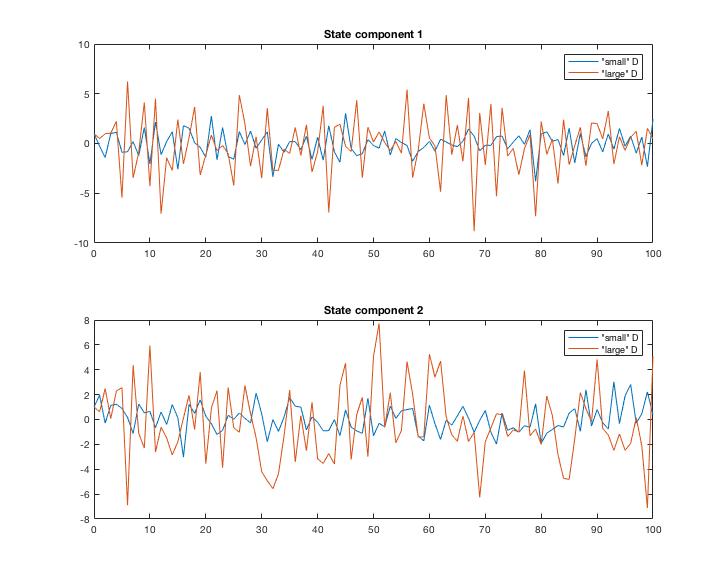 State component 1
10
5
0
-5
-10
"small" D
"large" D
0 10 20 30 40 50 60 70 80 90 100
State component 2
8
6
4
2
0
-2
-4
-6
-8
"small" D
"large" D
0 10 20 30 40 50 60 70 80 90 100